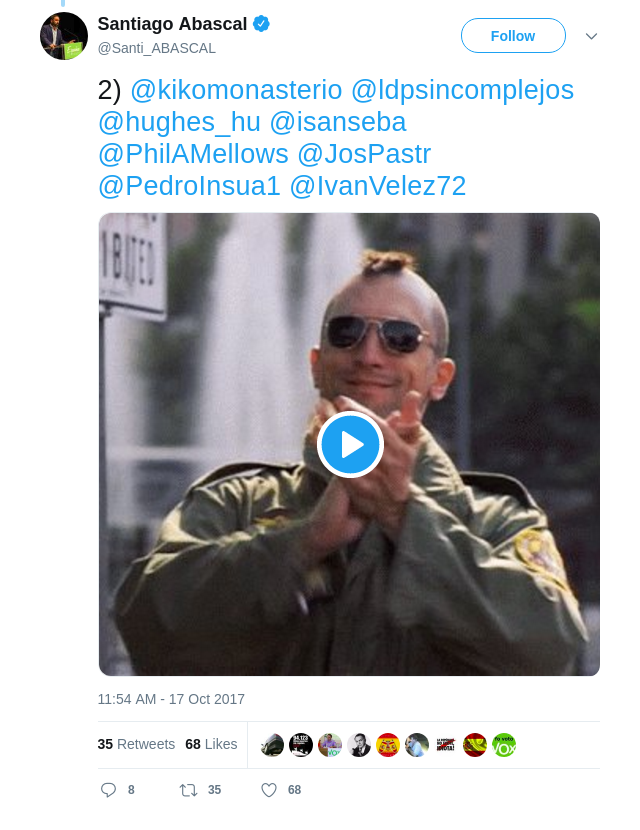 Santiago Abascal
@Santi_ABASCAL
Follow
2) @kikomonasterio @ldpsincomplejos
@hughes_hu @isanseba
@PhilAMellows @JosPastr
@PedroInsua1 @IvanVelez72
IBUTED
11:54 AM - 17 Oct 2017
35 Retweets 68 Likes
8 35 68